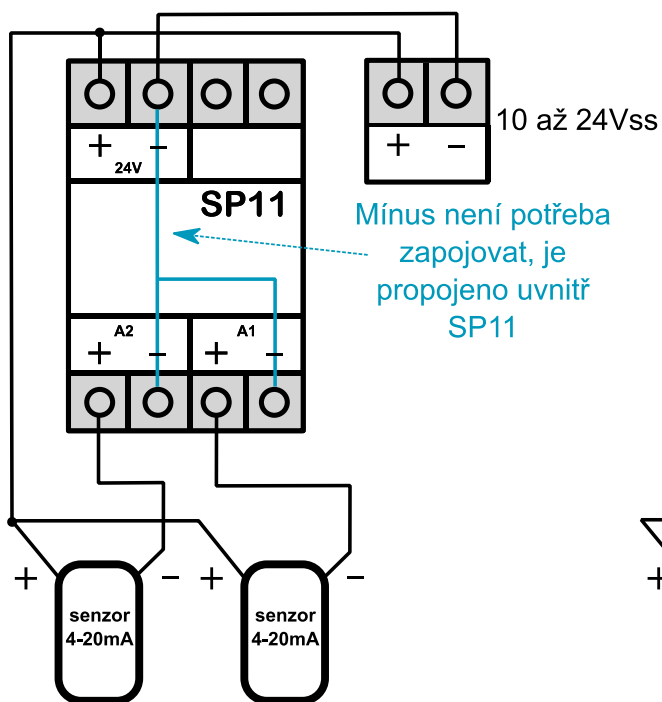 10 až 24Vss
+ − + −
24V
SP11
Mínus není potřeba
zapojovat, je
propojeno uvnitř
SP11
A2 A1
+ − + −
+ − + − +
senzor senzor
4-20mA 4-20mA